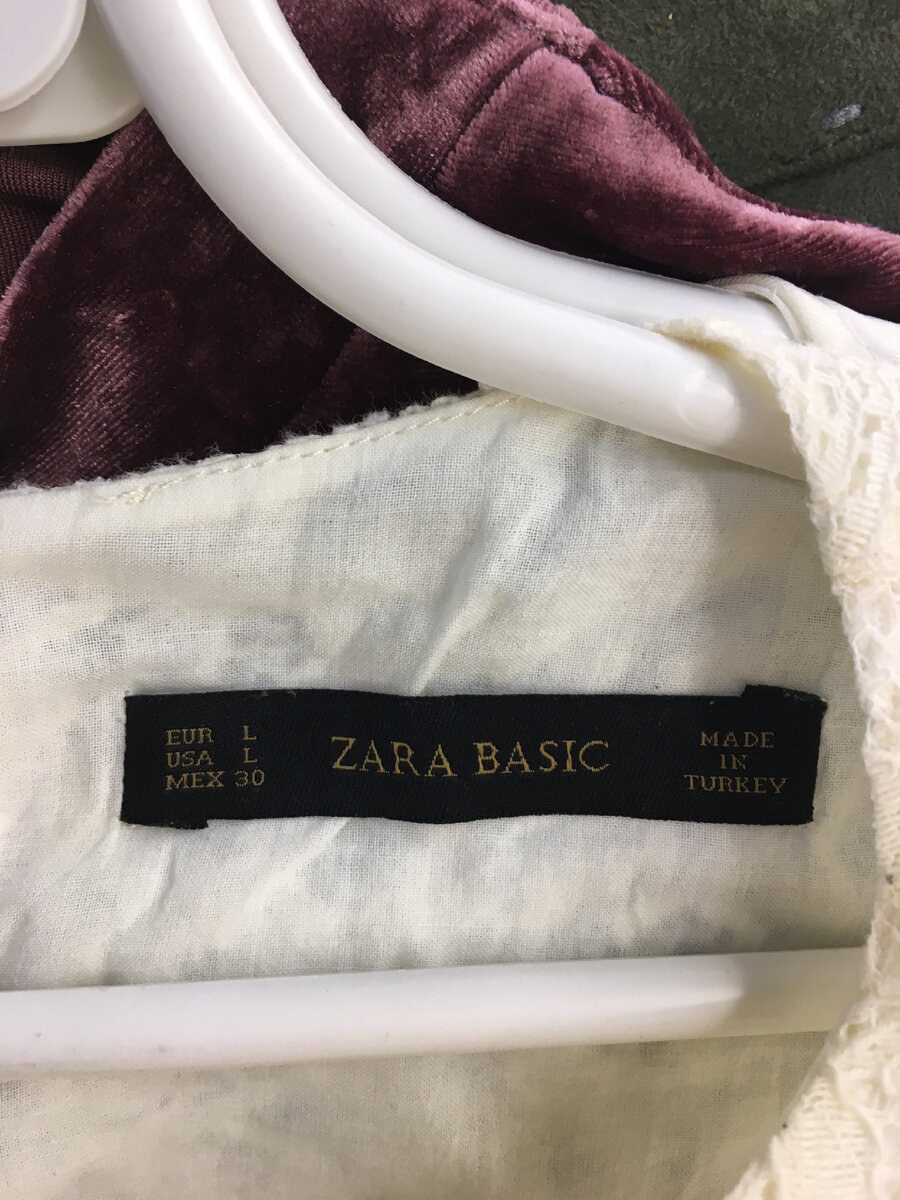 EUR L
USA L
MEX 30
ZARA BASIC
MADE
IN
TURKEY